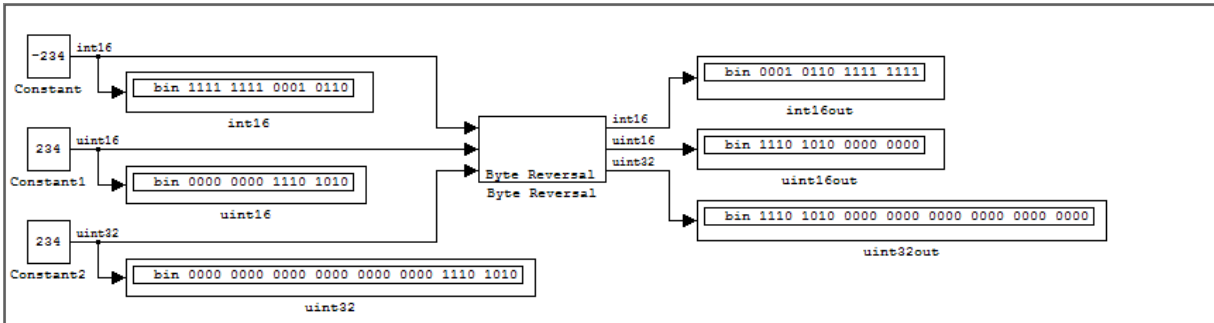 -234
int16
Constant
bin 1111 1111 0001 0110
int16
234
uint16
Constant1
bin 0000 0000 1110 1010
uint16
234
uint32
Constant2
bin 0000 0000 0000 0000 0000 0000 1110 1010
uint32
Byte Reversal
Byte Reversal
int16
uint16
uint32
bin 0001 0110 1111 1111
int16out
bin 1110 1010 0000 0000
uint16out
bin 1110 1010 0000 0000 0000 0000 0000 0000
uint32out